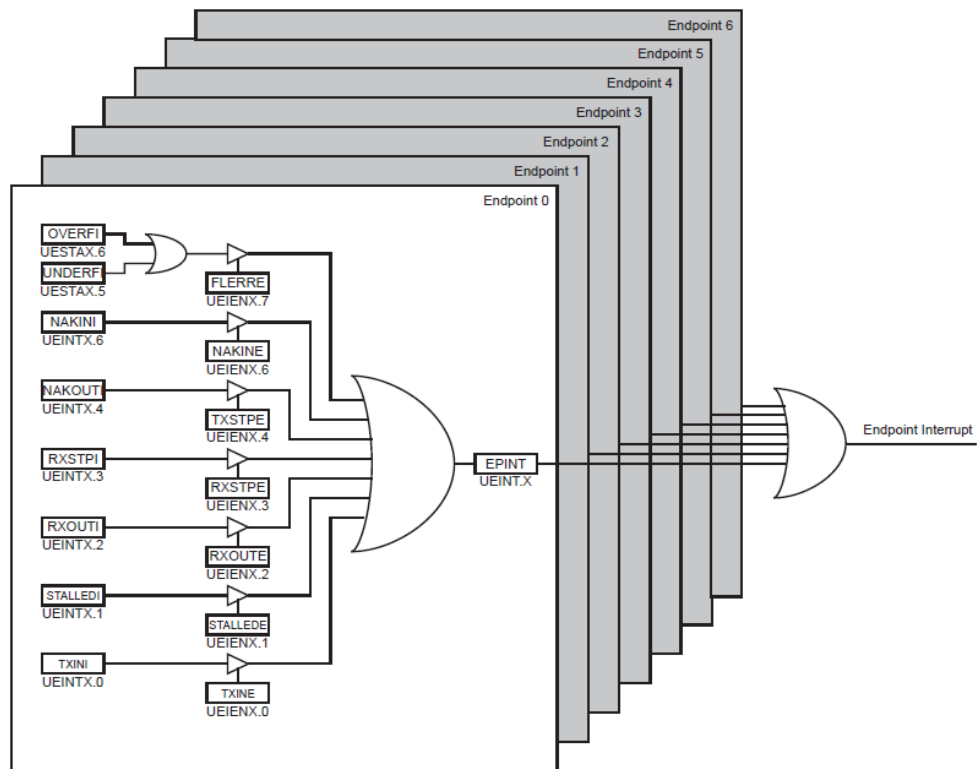 Endpoint 6
Endpoint 5
Endpoint 4
Endpoint 3
Endpoint 2
Endpoint 1
Endpoint 0
OVERFI
UESTAX.6
UNDERFI
UESTAX.5
FLERRE
UEIENX.7
NAKINI
UEINTX.6
NAKINE
UEIENX.6
NAKOUTI
UEINTX.4
TXSTPE
UEIENX.4
RXSTPI
UEINTX.3
RXSTPE
UEIENX.3
RXOUTI
UEINTX.2
RXOUTE
UEIENX.2
STALLEDI
UEINTX.1
STALLEDE
UEIENX.1
TXINI
UEINTX.0
TXINE
UEIENX.0
EPINT
UEINT.X
Endpoint Interrupt